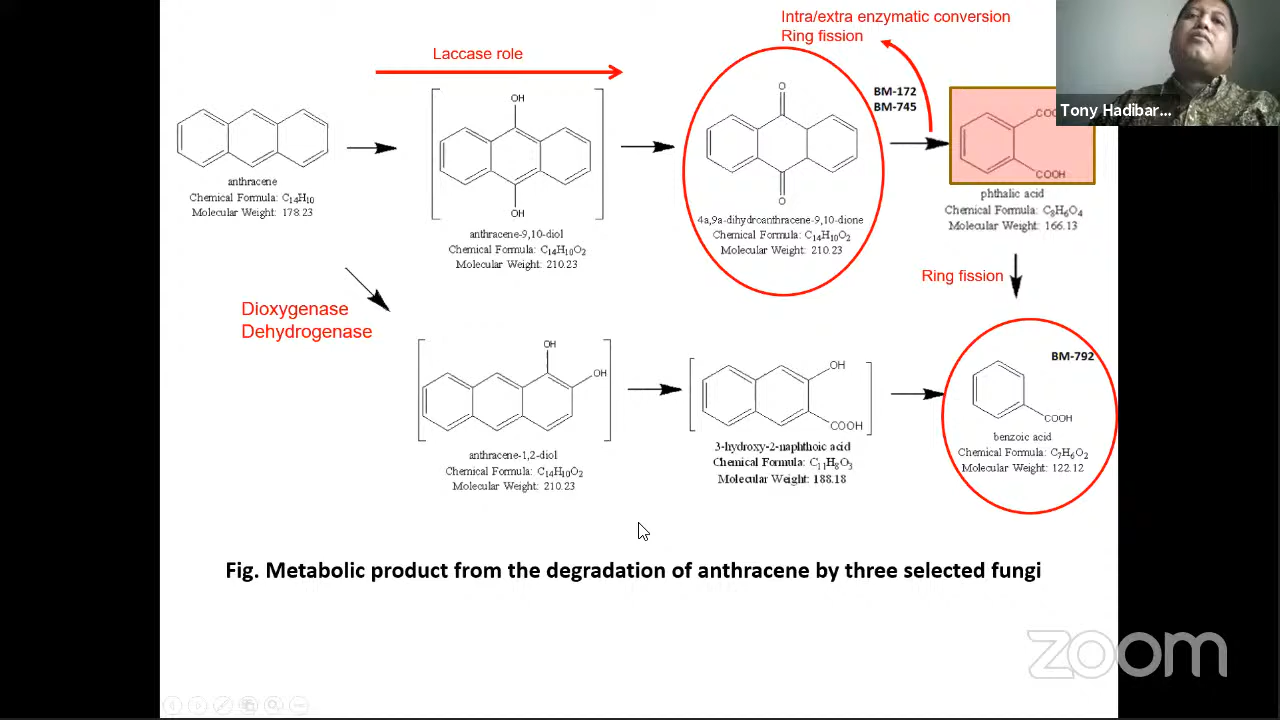 Intra/extra enzymatic conversion
Ring fission
Laccase role
Tony Hadibar...
OH
OH
O
O
BM-172
BM-745
COOH
anthracene
Chemical Formula: C₁₄H₁₀
Molecular Weight: 178.23
anthracene-9,10-diol
Chemical Formula: C₁₄H₁₀O₂
Molecular Weight: 210.23
4a,9a-dihydroanthracene-9,10-dione
Chemical Formula: C₁₄H₁₀O₂
Molecular Weight: 210.23
phthalic acid
Chemical Formula: C₈H₆O₄
Molecular Weight: 166.13
Ring fission
Dioxygenase
Dehydrogenase
OH
OH
OH
COOH
BM-792
COOH
anthracene-1,2-diol
Chemical Formula: C₁₄H₁₀O₂
Molecular Weight: 210.23
3-hydroxy-2-naphthoic acid
Chemical Formula: C₁₁H₈O₃
Molecular Weight: 188.18
benzoic acid
Chemical Formula: C₇H₆O₂
Molecular Weight: 122.12
Fig. Metabolic product from the degradation of anthracene by three selected fungi
zoom